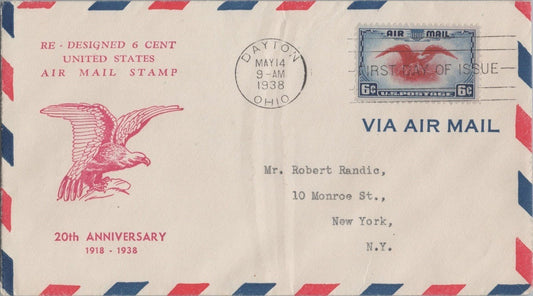 RE - DESIGNED 6 CENT
UNITED STATES
AIR MAIL STAMP
DAYTON
MAY 14
9 - AM
1938
OHIO
AIR MAIL
FIRST DAY OF ISSUE
6¢ U.S. POSTAGE 6¢
VIA AIR MAIL
Mr. Robert Randic,
10 Monroe St.,
New York,
N.Y.
20th ANNIVERSARY
1918 - 1938